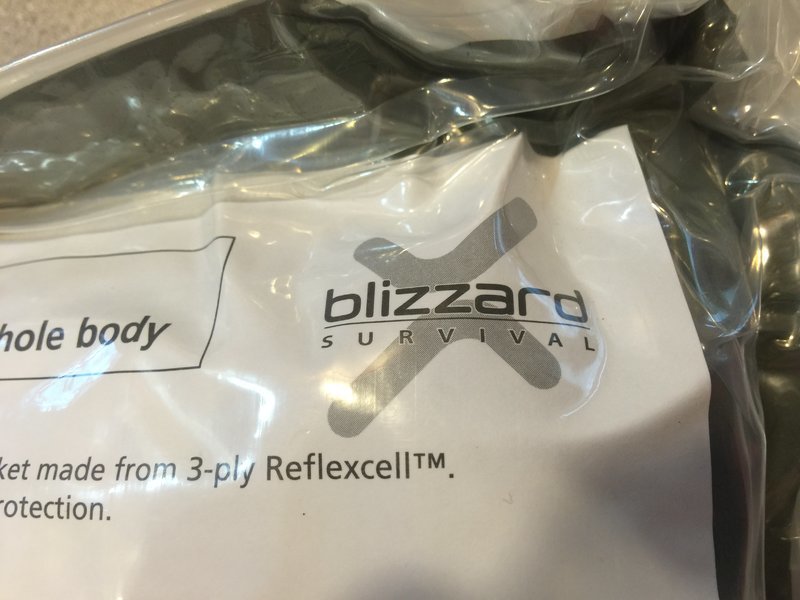 hole body
blizzard
SURVIVAL
ket made from 3-ply Reflexcell™.
rotection.